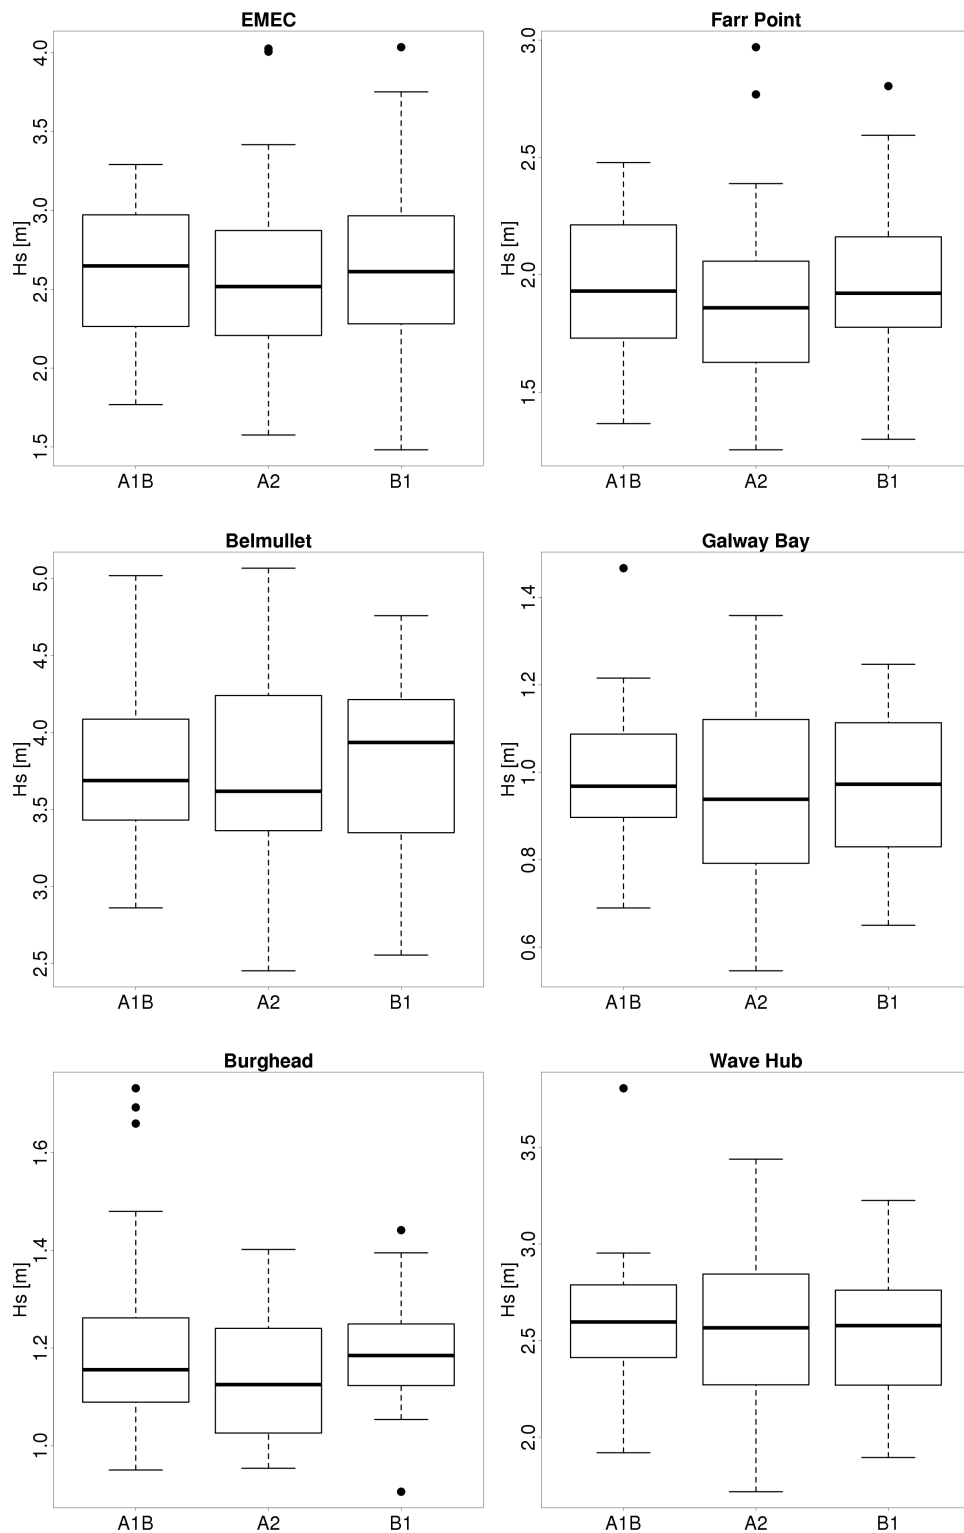 EMEC
Hs [m]
4.0
3.5
3.0
2.5
2.0
1.5
A1B A2 B1
Farr Point
Hs [m]
3.0
2.5
2.0
1.5
A1B A2 B1
Belmullet
Hs [m]
5.0
4.5
4.0
3.5
3.0
2.5
A1B A2 B1
Galway Bay
Hs [m]
1.4
1.2
1.0
0.8
0.6
A1B A2 B1
Burghead
Hs [m]
1.6
1.4
1.2
1.0
A1B A2 B1
Wave Hub
Hs [m]
3.5
3.0
2.5
2.0
A1B A2 B1